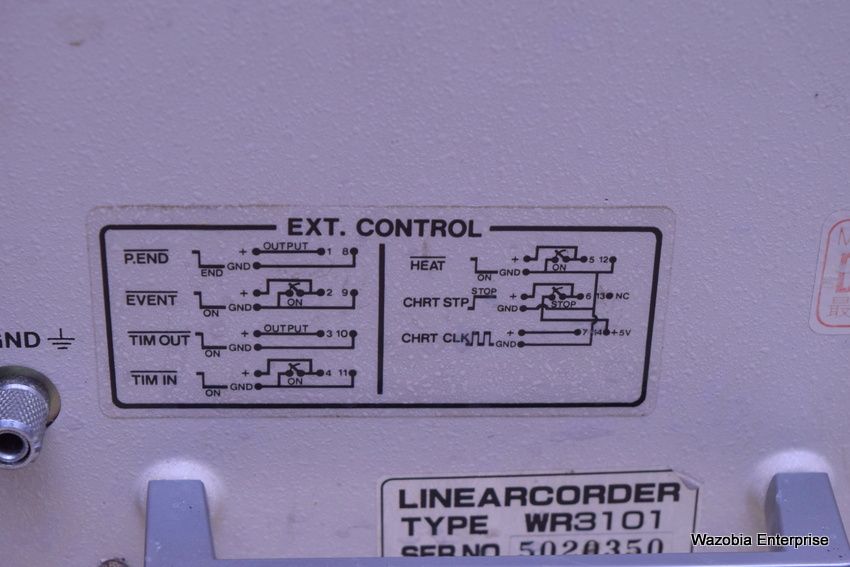 EXT. CONTROL
P.END END + OUTPUT 1 8
GND
EVENT ON + 2 9
GND ON
TIM OUT ON + OUTPUT 3 10
GND
TIM IN ON + 4 11
GND ON
HEAT ON + 5 12
GND ON
CHRT STP STOP + 6 13 NC
GND STOP
CHRT CLK + 7 14 +5V
GND
GND
LINEARCORDER
TYPE WR3101
SER NO 5020350
Wazobia Enterprise